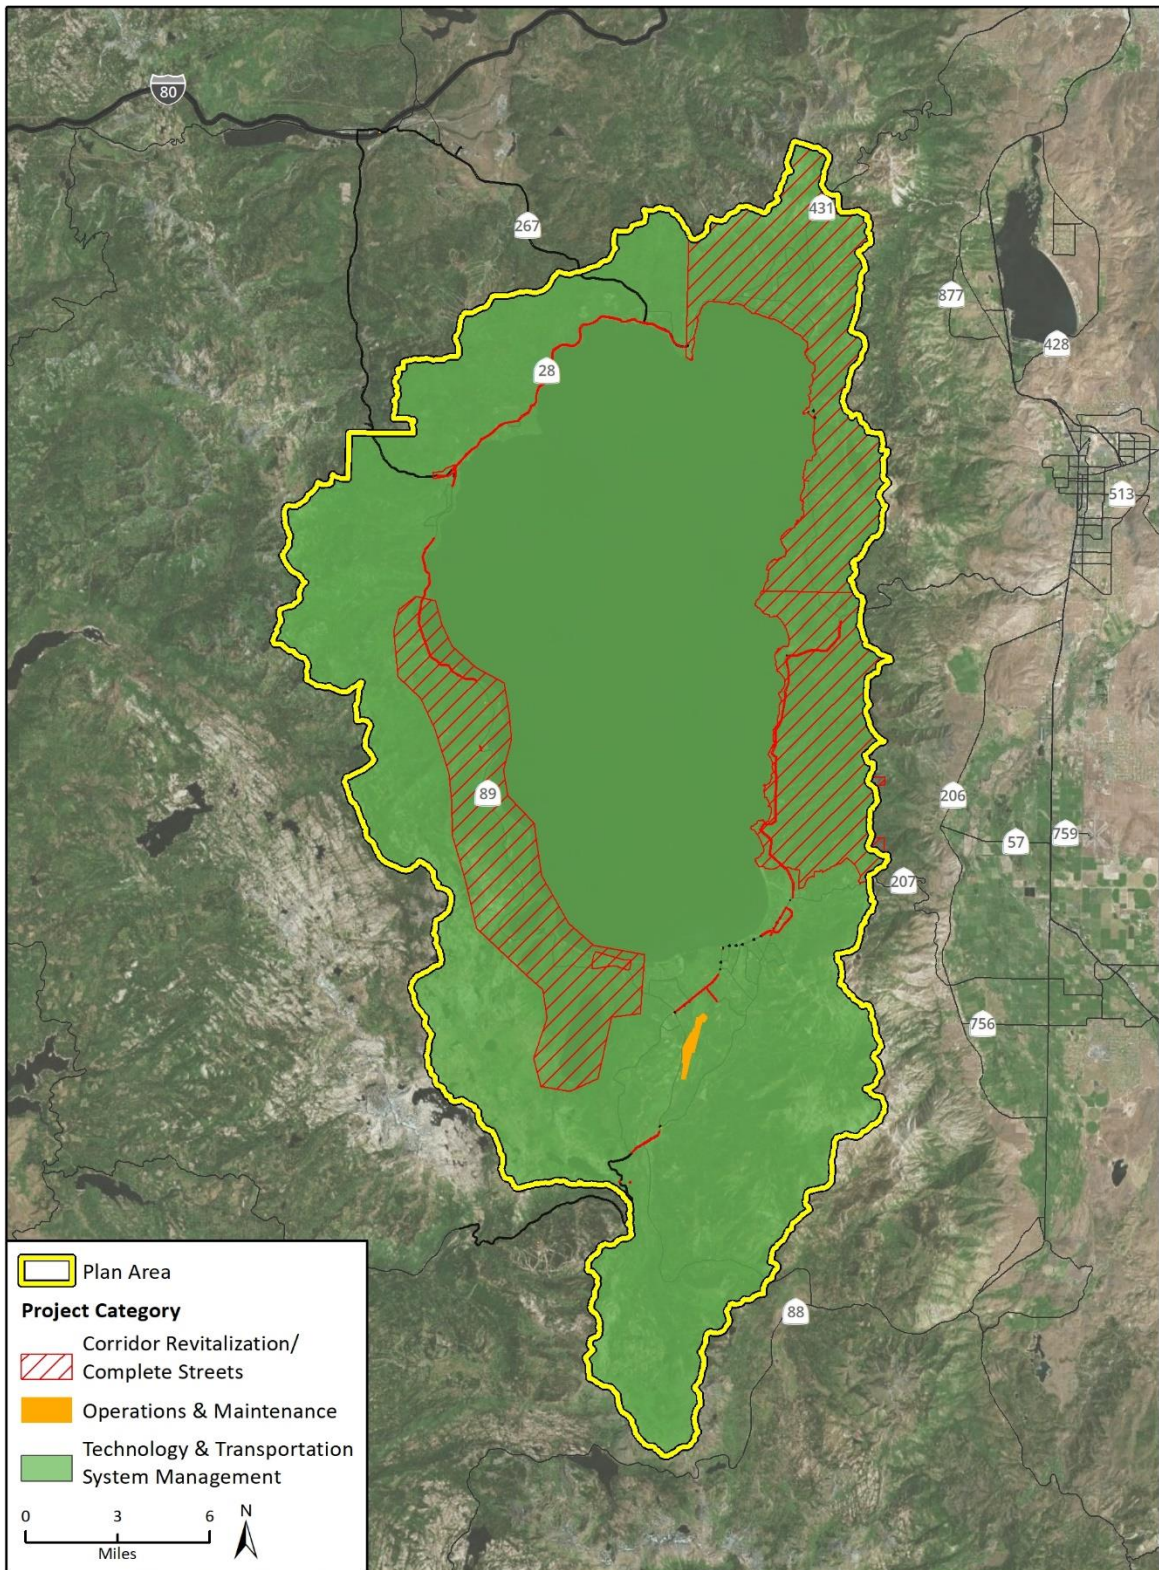 80
431
267
877
428
28
513
89
206
57
759
207
756
88
Plan Area
Project Category
Corridor Revitalization/
Complete Streets
Operations & Maintenance
Technology & Transportation
System Management
0 3 6
Miles
N